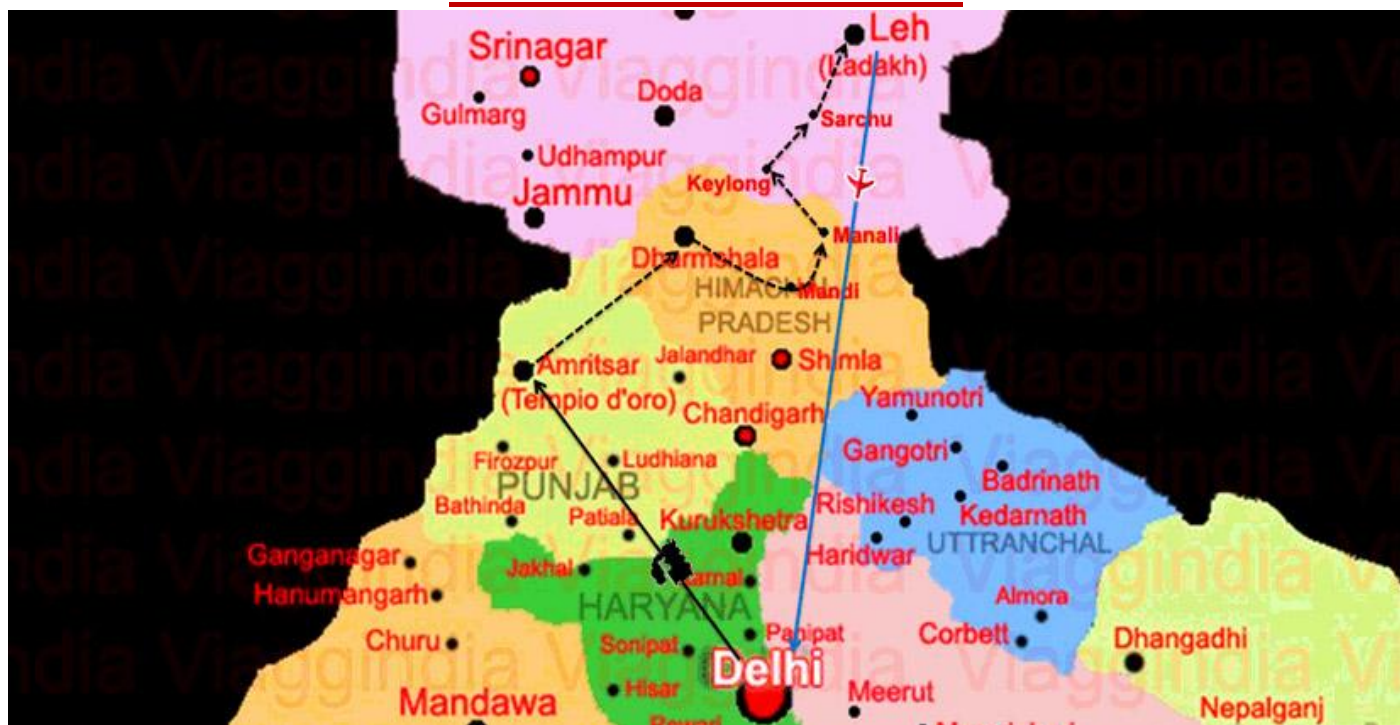 Leh
(Ladakh)
Srinagar
Doda
Gulmarg
Sarchu
Udhampur
Keylong
Jammu
Manali
Dharmshala
HIMACHAL
Mandi
PRADESH
Jalandhar
Shimla
Amritsar
(Tempio d'oro)
Chandigarh
Yamunotri
Gangotri
Firozpur
Ludhiana
Badrinath
PUNJAB
Bathinda
Patiala
Kurukshetra
Rishikesh
Kedarnath
UTTRANCHAL
Haridwar
Ganganagar
Jakhal
Karnal
Hanumangarh
HARYANA
Almora
Churu
Sonipat
Panipat
Corbett
Dhangadhi
Delhi
Hisar
Meerut
Mandawa
Nepalganj
Viaggindia